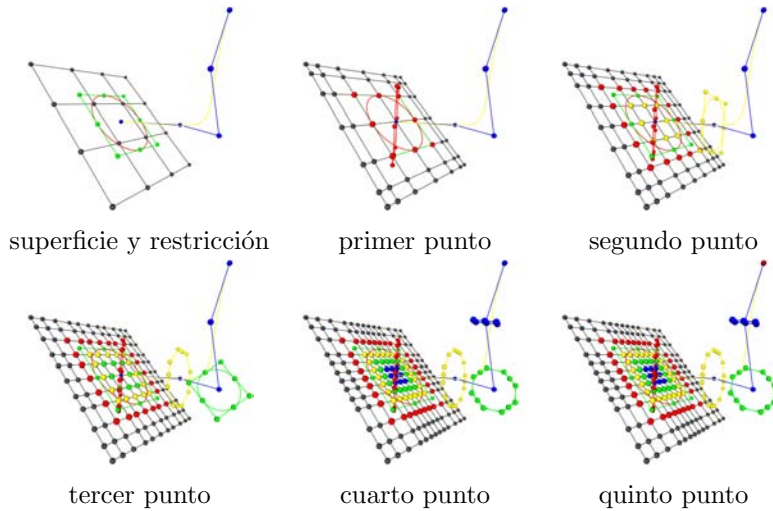 superficie y restricción
primer punto
segundo punto
tercer punto
cuarto punto
quinto punto